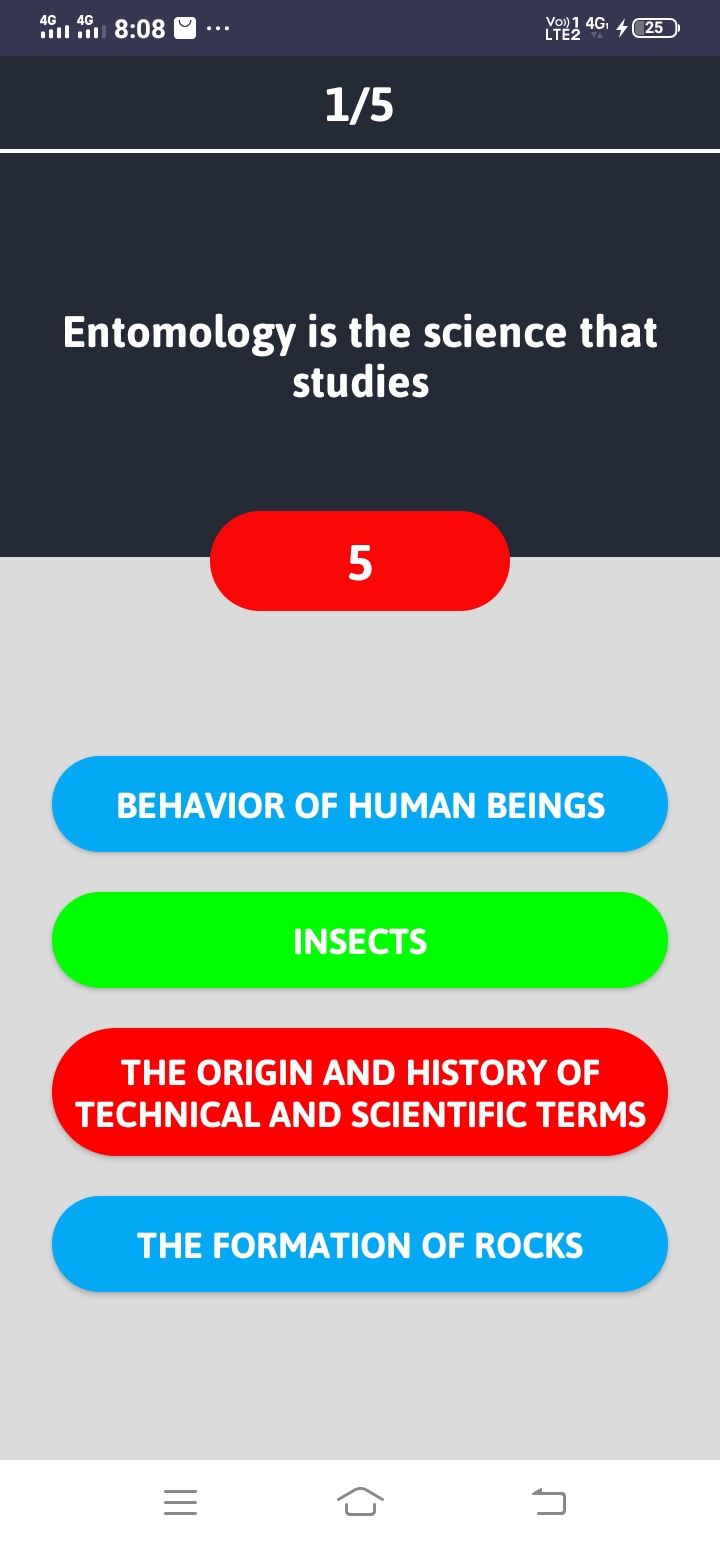 4G 4G 8:08 ... Vo)) 1 LTE2 4G 25
1/5
Entomology is the science that
studies
5
BEHAVIOR OF HUMAN BEINGS
INSECTS
THE ORIGIN AND HISTORY OF
TECHNICAL AND SCIENTIFIC TERMS
THE FORMATION OF ROCKS